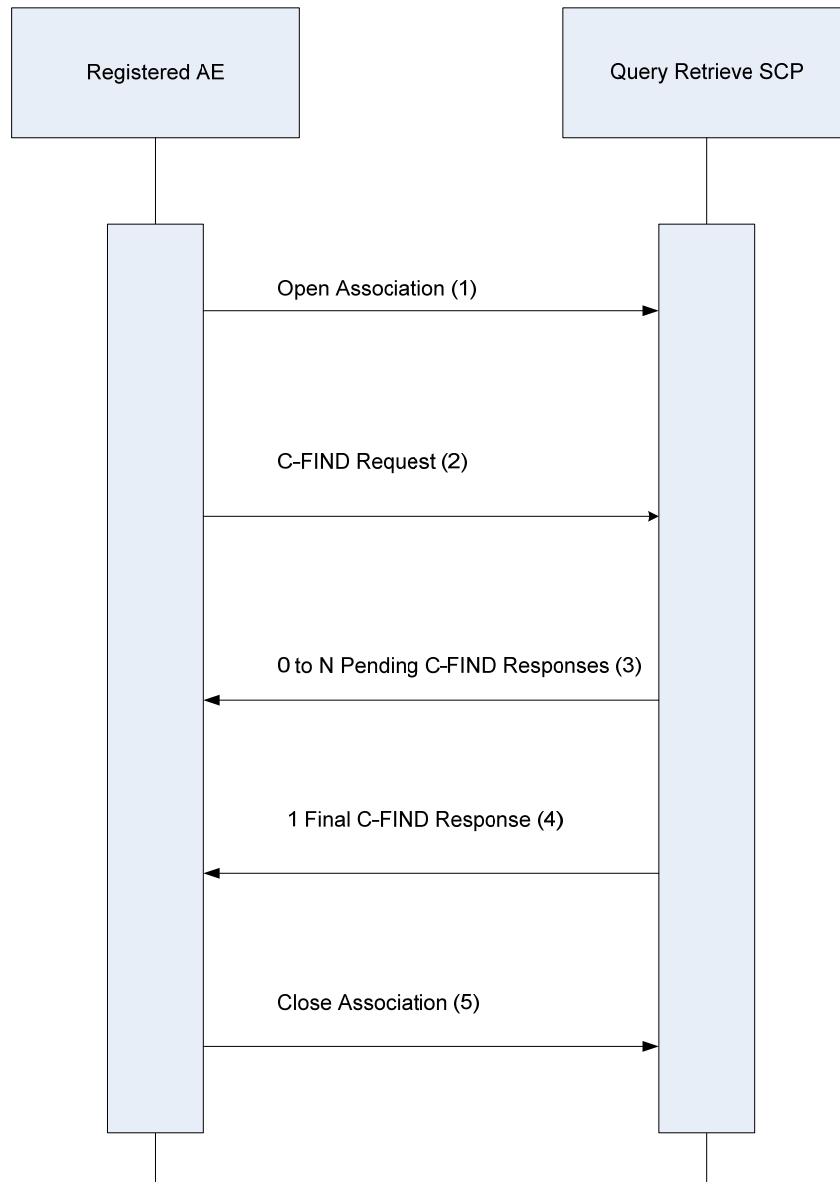 Registered AE
Query Retrieve SCP
Open Association (1)
C-FIND Request (2)
0 to N Pending C-FIND Responses (3)
1 Final C-FIND Response (4)
Close Association (5)